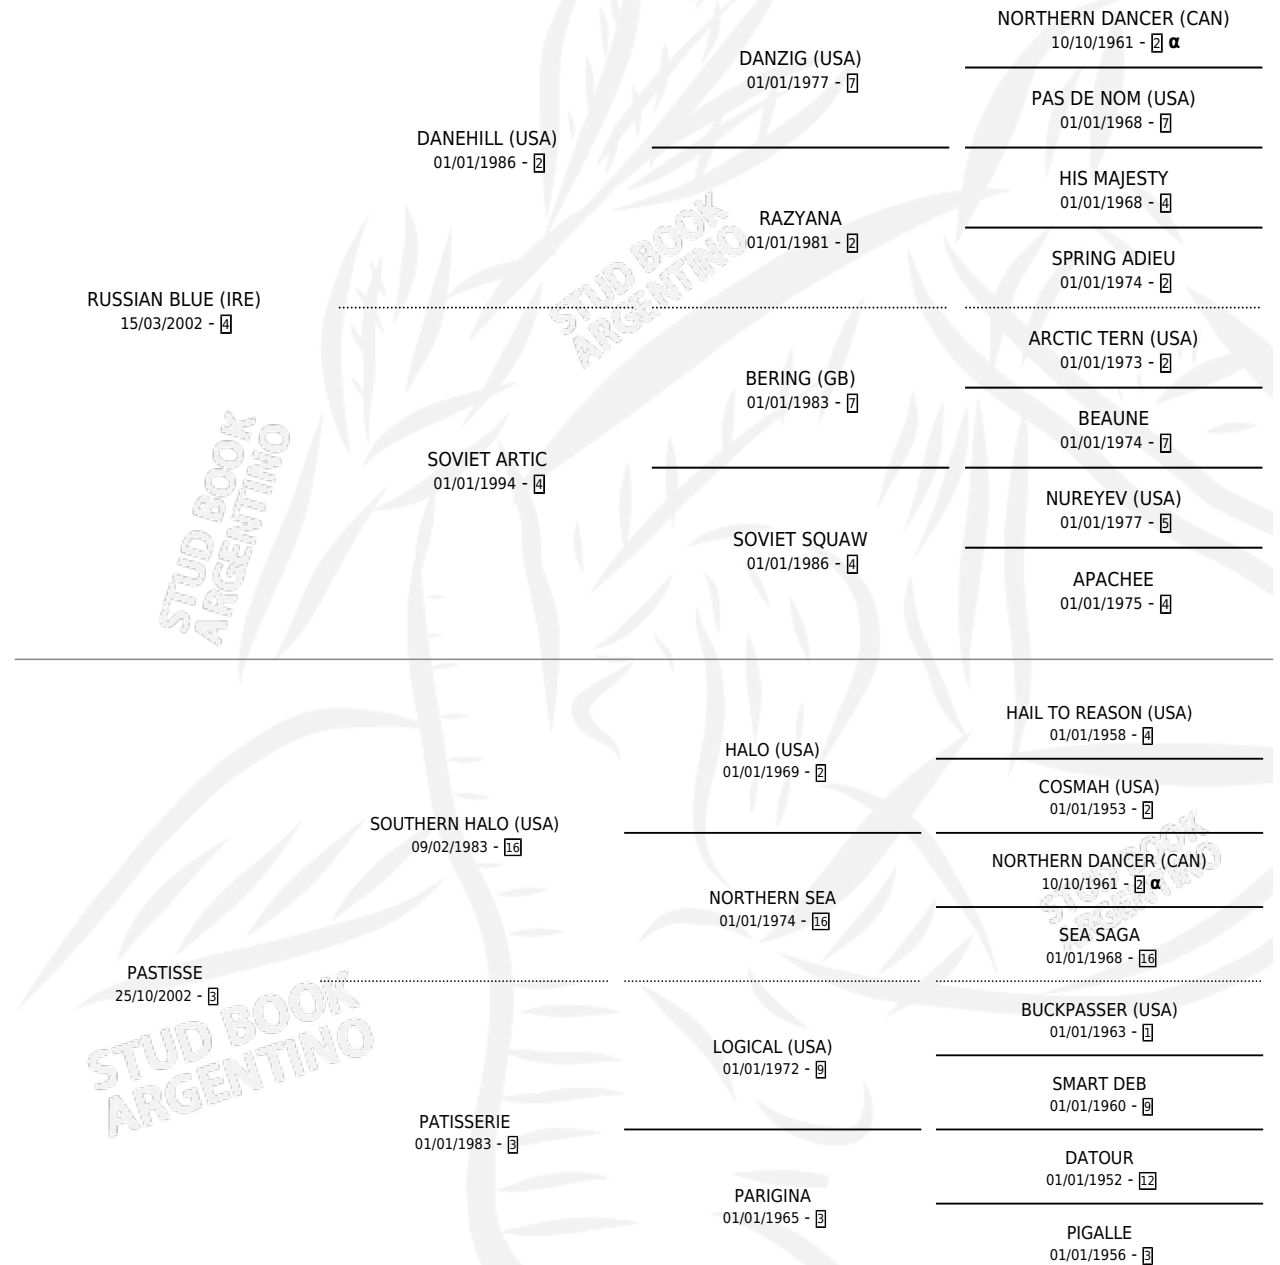 NORTHERN DANCER (CAN)
10/10/1961 - 2 α
DANZIG (USA)
01/01/1977 - 7
PAS DE NOM (USA)
01/01/1968 - 7
DANEHILL (USA)
01/01/1986 - 2
HIS MAJESTY
01/01/1968 - 4
RAZYANA
01/01/1981 - 2
SPRING ADIEU
01/01/1974 - 2
RUSSIAN BLUE (IRE)
15/03/2002 - 4
ARCTIC TERN (USA)
01/01/1973 - 2
BERING (GB)
01/01/1983 - 7
BEAUNE
01/01/1974 - 7
SOVIET ARTIC
01/01/1994 - 4
NUREYEV (USA)
01/01/1977 - 5
SOVIET SQUAW
01/01/1986 - 4
APACHEE
01/01/1975 - 4
HAIL TO REASON (USA)
01/01/1958 - 4
HALO (USA)
01/01/1969 - 2
COSMAH (USA)
01/01/1953 - 2
SOUTHERN HALO (USA)
09/02/1983 - 16
NORTHERN DANCER (CAN)
10/10/1961 - 2 α
NORTHERN SEA
01/01/1974 - 16
SEA SAGA
01/01/1968 - 16
PASTISSE
25/10/2002 - 3
BUCKPASSER (USA)
01/01/1963 - 1
LOGICAL (USA)
01/01/1972 - 9
SMART DEB
01/01/1960 - 9
PATISSERIE
01/01/1983 - 3
DATOUR
01/01/1952 - 12
PARIGINA
01/01/1965 - 3
PIGALLE
01/01/1956 - 3
STUD BOOK
ARGENTINO
STUD BOOK
ARGENTINO
STUD BOOK
ARGENTINO
STUD BOOK
ARGENTINO